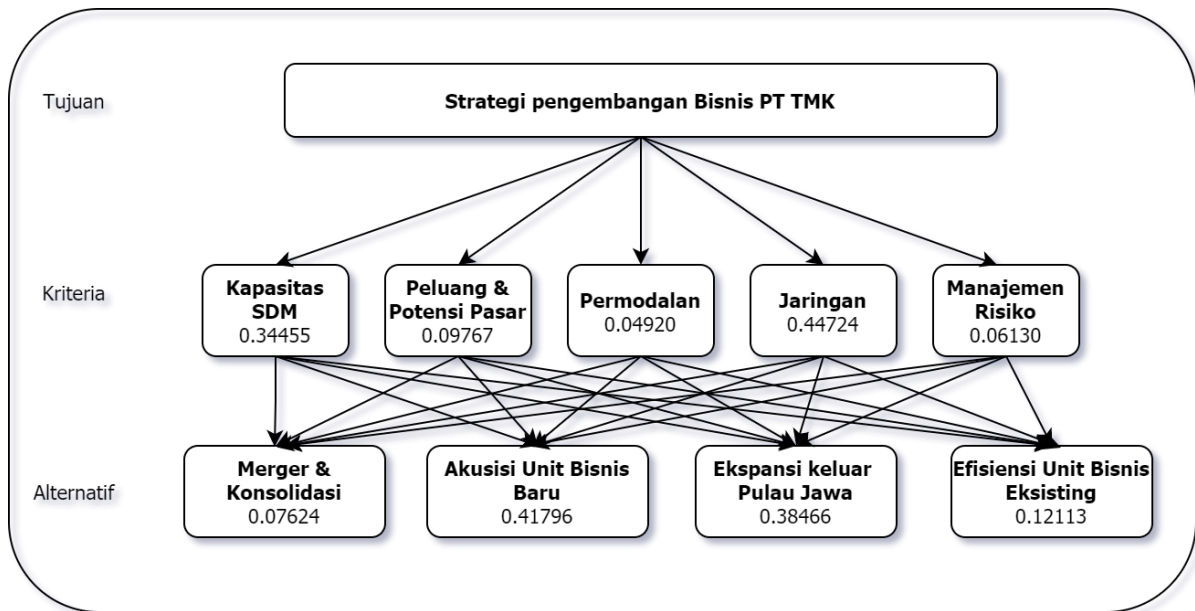 Tujuan
Strategi pengembangan Bisnis PT TMK
Kriteria
Kapasitas
SDM
0.34455
Peluang &
Potensi Pasar
0.09767
Permodalan
0.04920
Jaringan
0.44724
Manajemen
Risiko
0.06130
Alternatif
Merger &
Konsolidasi
0.07624
Akusisi Unit Bisnis
Baru
0.41796
Ekspansi keluar
Pulau Jawa
0.38466
Efisiensi Unit Bisnis
Eksisting
0.12113